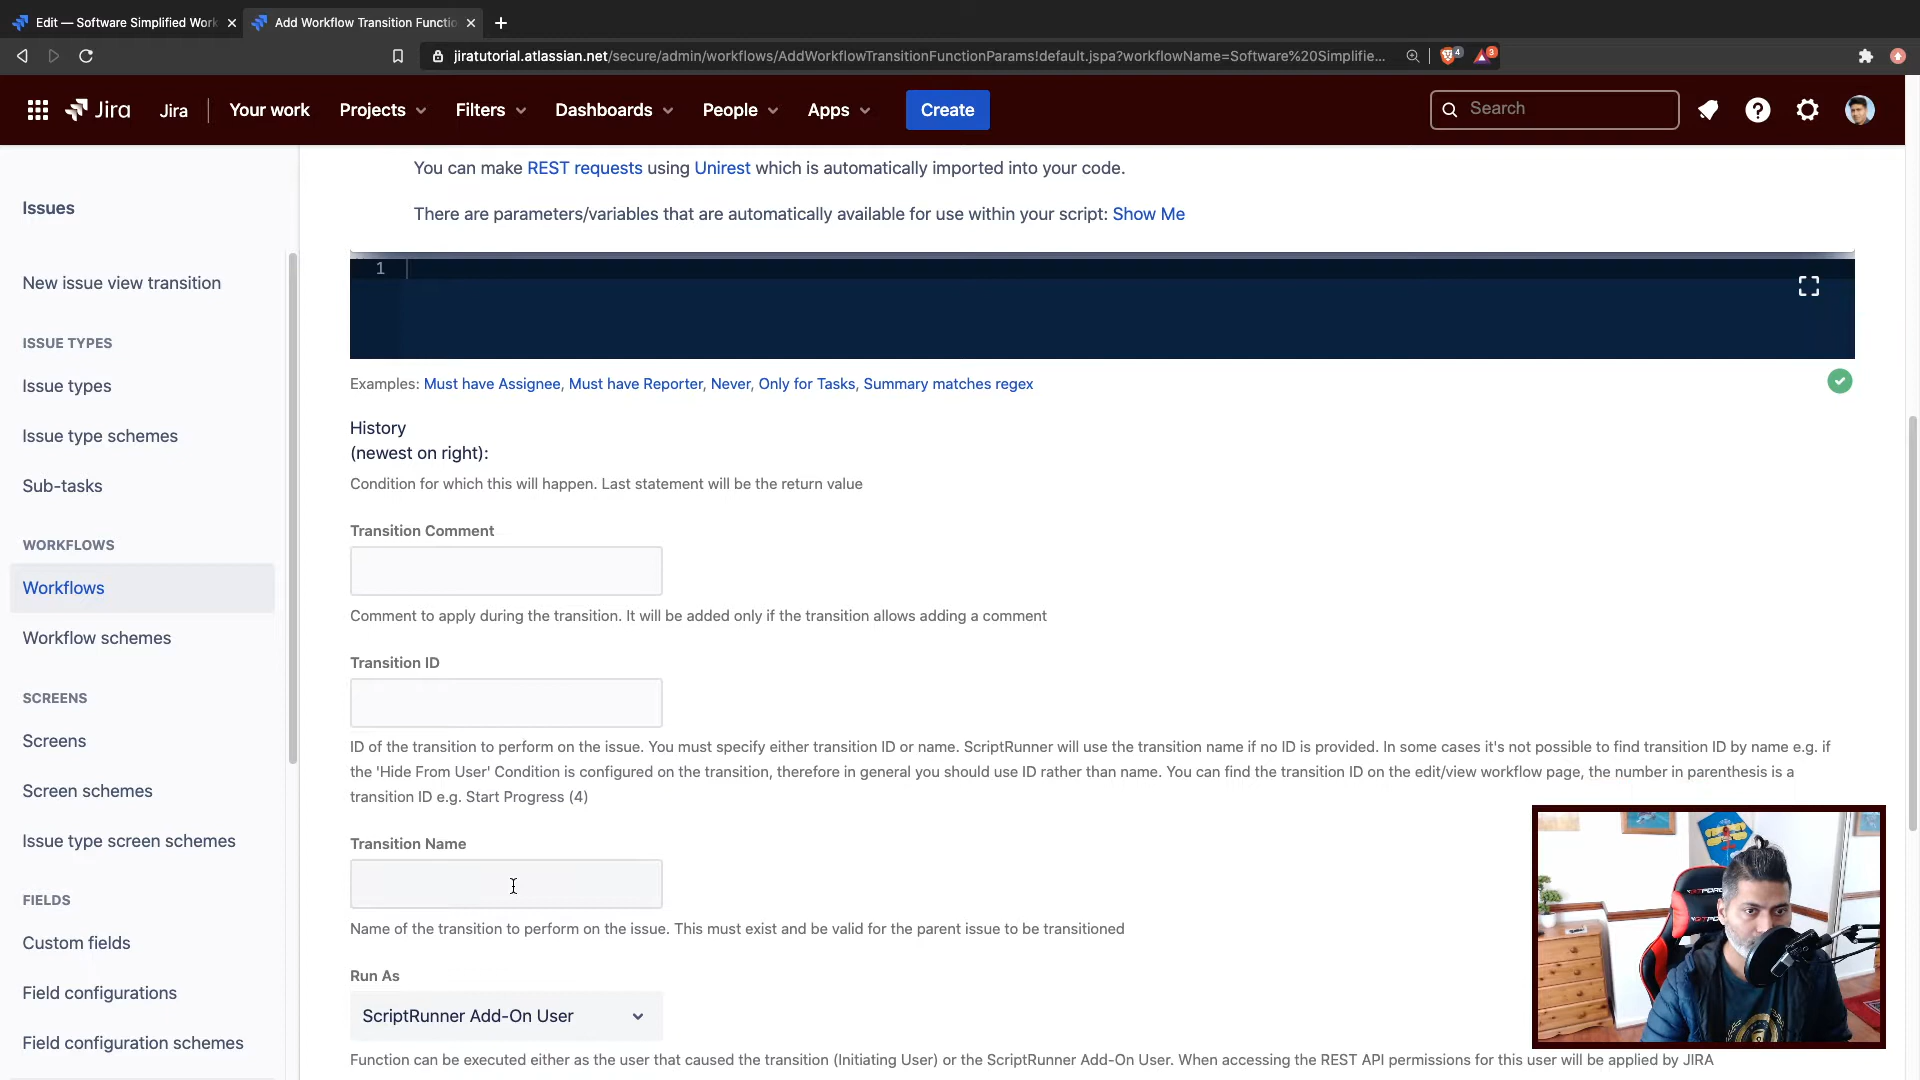 Edit — Software Simplified Work
Add Workflow Transition Functio
jiratutorial.atlassian.net/secure/admin/workflows/AddWorkflowTransitionFunctionParams!default.jspa?workflowName=Software%20Simplifie...
4
3
Jira
Jira
Your work
Projects
Filters
Dashboards
People
Apps
Create
Search
Issues
New issue view transition
ISSUE TYPES
Issue types
Issue type schemes
Sub-tasks
WORKFLOWS
Workflows
Workflow schemes
SCREENS
Screens
Screen schemes
Issue type screen schemes
FIELDS
Custom fields
Field configurations
Field configuration schemes
You can make REST requests using Unirest which is automatically imported into your code.
There are parameters/variables that are automatically available for use within your script: Show Me
1
Examples: Must have Assignee, Must have Reporter, Never, Only for Tasks, Summary matches regex
History
(newest on right):
Condition for which this will happen. Last statement will be the return value
Transition Comment
Comment to apply during the transition. It will be added only if the transition allows adding a comment
Transition ID
ID of the transition to perform on the issue. You must specify either transition ID or name. ScriptRunner will use the transition name if no ID is provided. In some cases it's not possible to find transition ID by name e.g. if
the 'Hide From User' Condition is configured on the transition, therefore in general you should use ID rather than name. You can find the transition ID on the edit/view workflow page, the number in parenthesis is a
transition ID e.g. Start Progress (4)
Transition Name
Name of the transition to perform on the issue. This must exist and be valid for the parent issue to be transitioned
Run As
ScriptRunner Add-On User
Function can be executed either as the user that caused the transition (Initiating User) or the ScriptRunner Add-On User. When accessing the REST API permissions for this user will be applied by JIRA